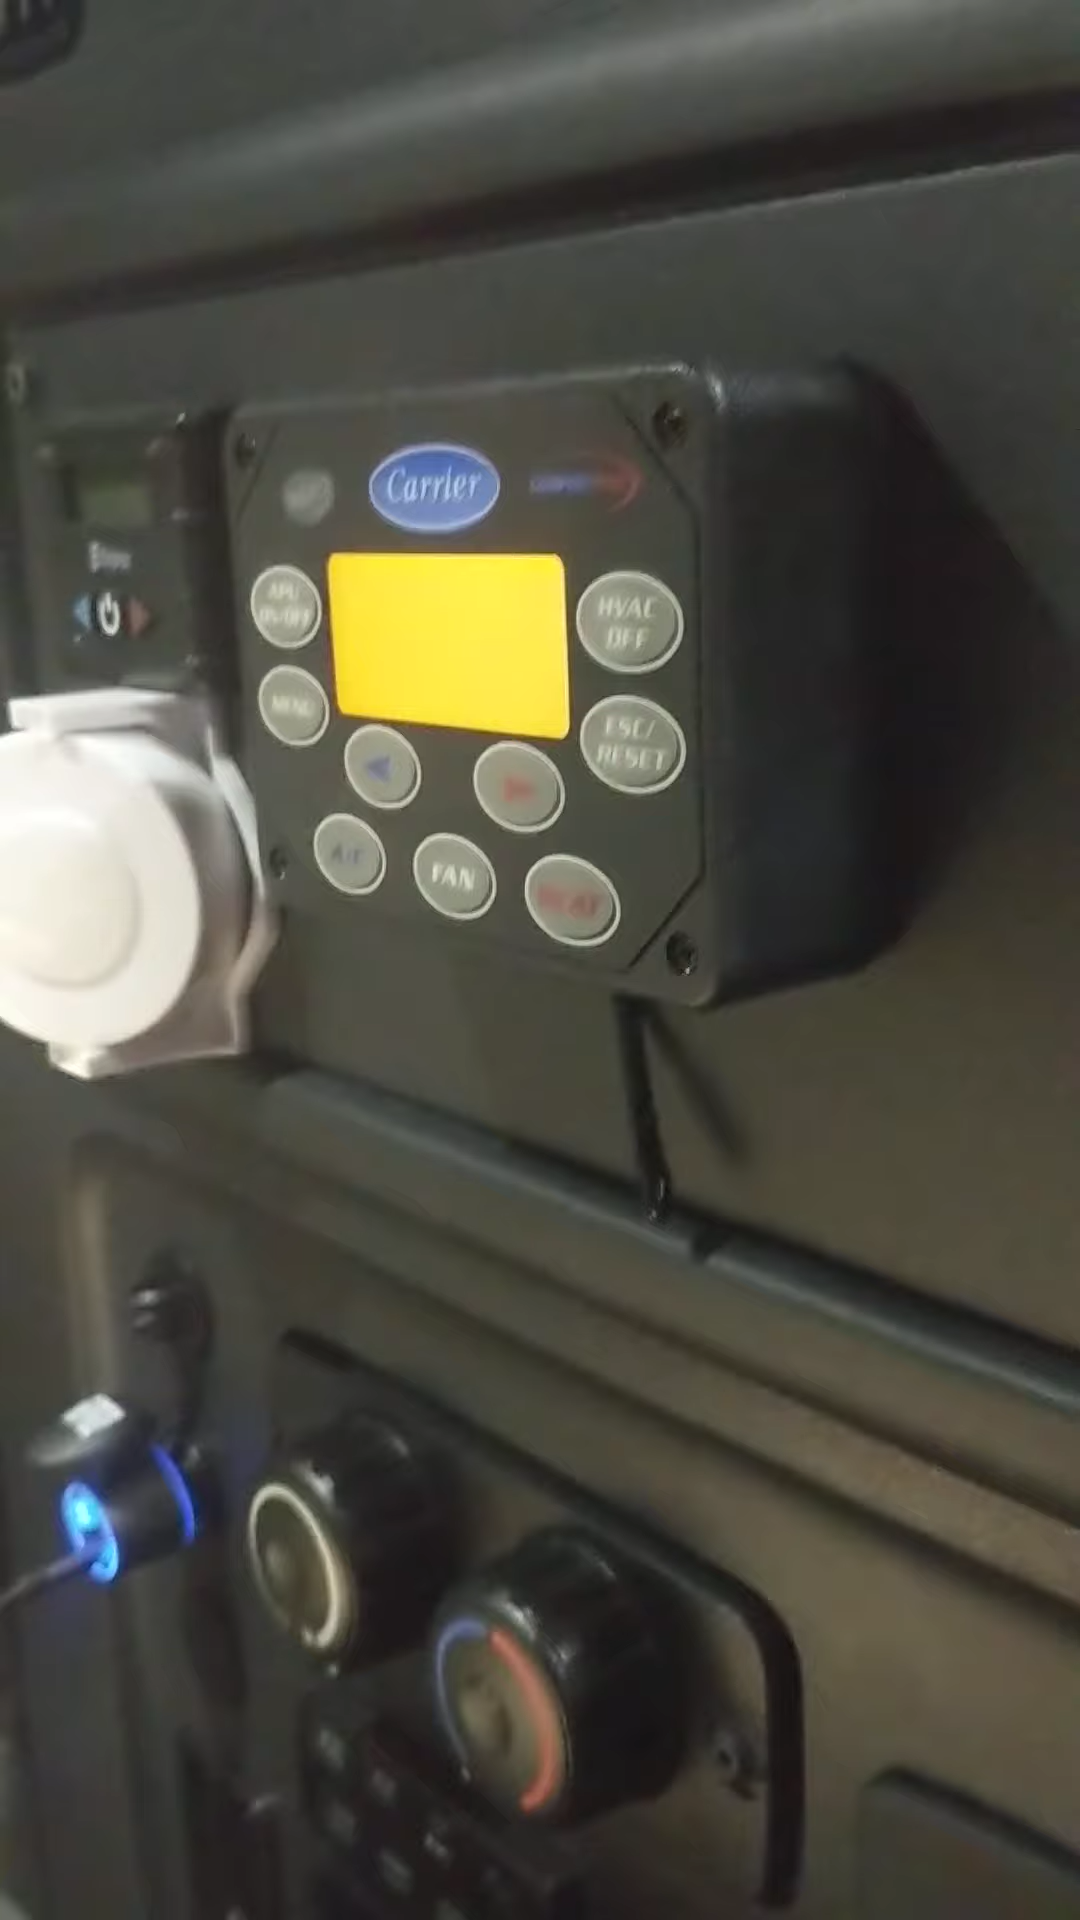 Carrier
APU
ON/OFF
HVAC
OFF
MENU
ESC/
RESET
A/C
FAN
HEAT